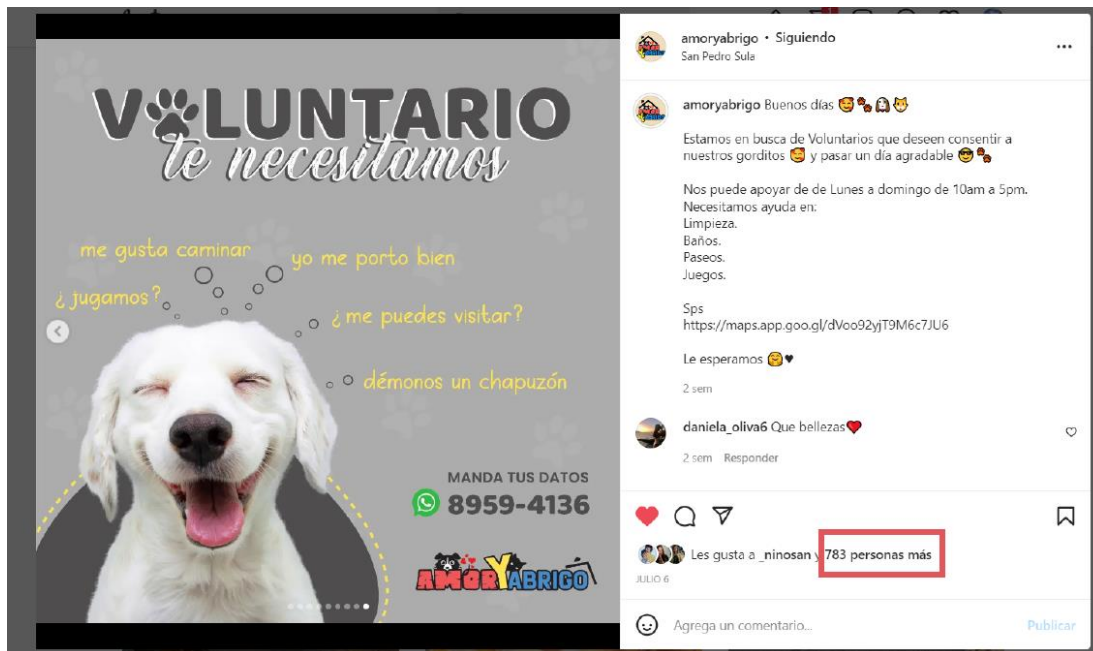 VOLUNTARIO
te necesitamos
me gusta caminar
yo me porto bien
¿ jugamos?
¿ me puedes visitar?
démonos un chapuzón
MANDA TUS DATOS
8959-4136
AMOR Y ABRIGO
amoryabrigo • Siguiendo
San Pedro Sula
amoryabrigo Buenos días 🥰🐾🐶🐱
Estamos en busca de Voluntarios que deseen consentir a
nuestros gorditos 🥰 y pasar un día agradable 😎🐾
Nos puede apoyar de de Lunes a domingo de 10am a 5pm.
Necesitamos ayuda en:
Limpieza.
Baños.
Paseos.
Juegos.
Sps
https://maps.app.goo.gl/dVoo92yjT9M6c7JU6
Le esperamos 🤗♥
2 sem
daniela_oliva6 Que bellezas❤
2 sem Responder
Les gusta a _ninosan y 783 personas más
JULIO 6
Agrega un comentario...
Publicar